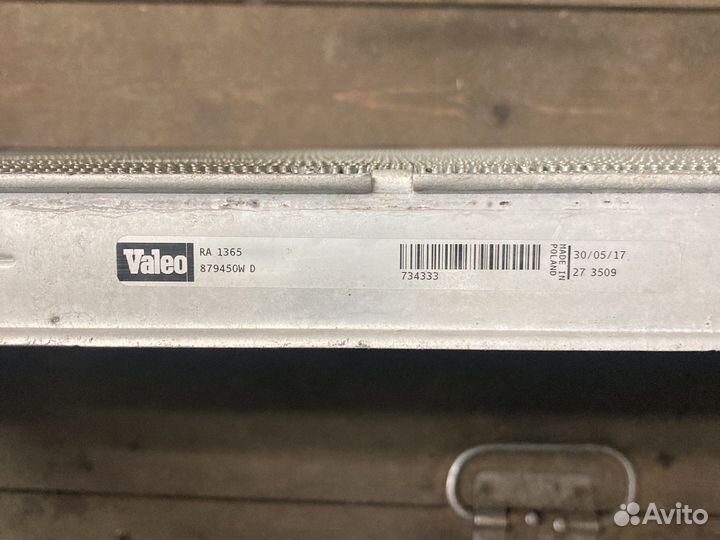 Valeo
RA 1365
879450W D
734333
MADE IN
POLAND
30/05/17
27 3509
Avito